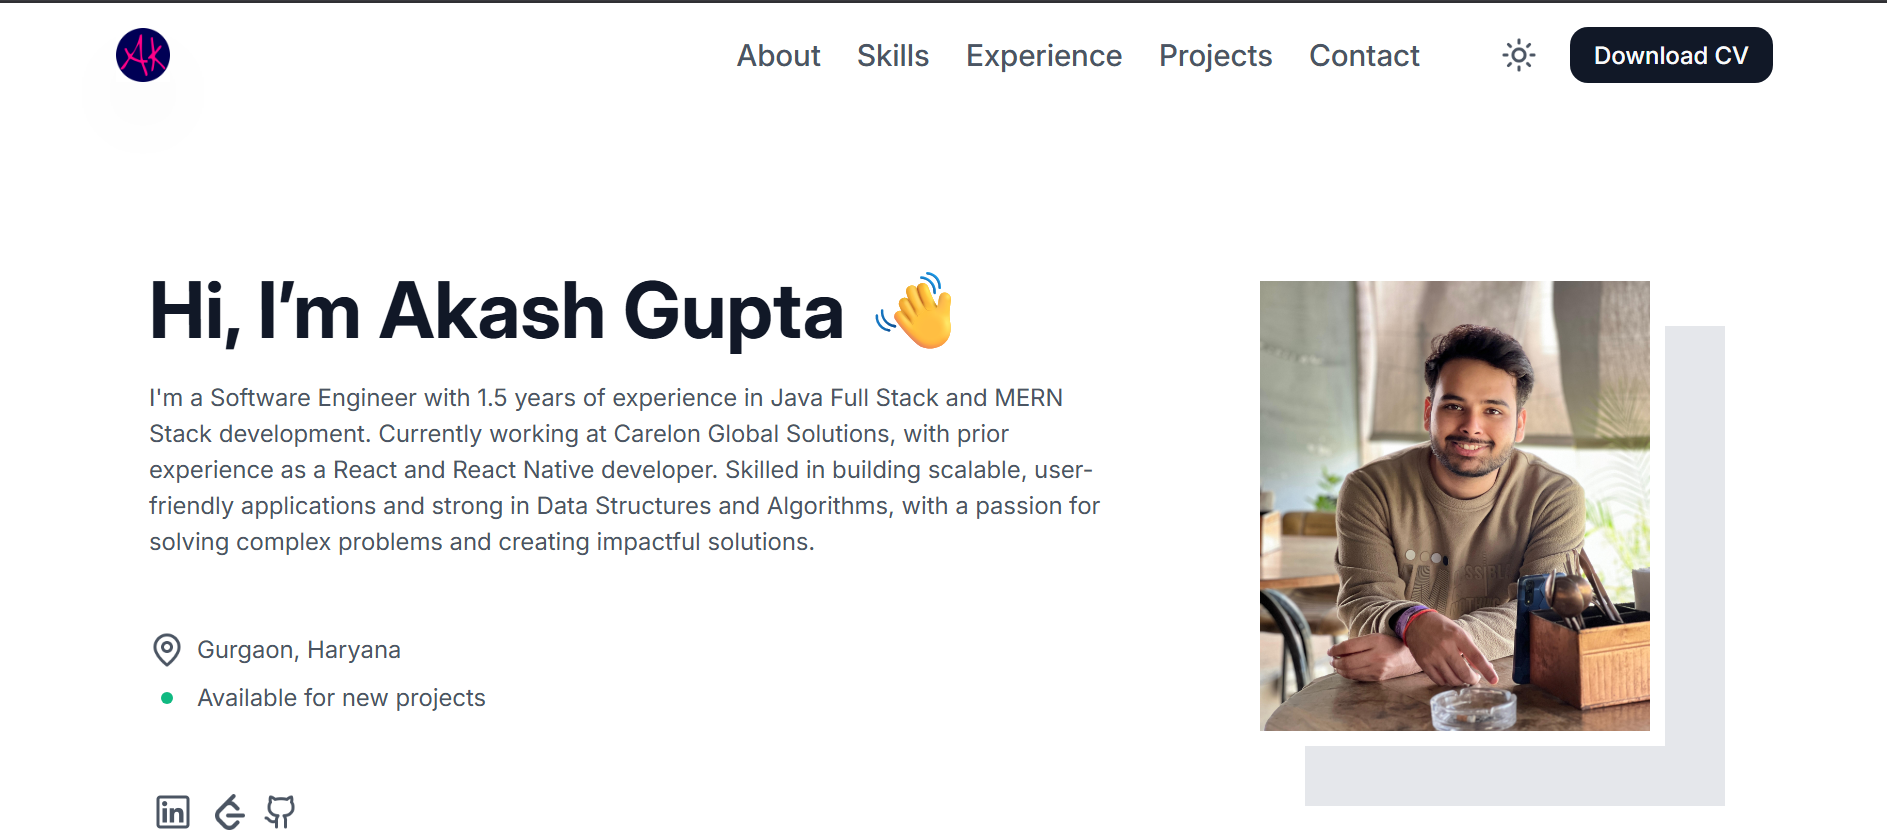 AK
About Skills Experience Projects Contact Download CV
Hi, I’m Akash Gupta
I'm a Software Engineer with 1.5 years of experience in Java Full Stack and MERN
Stack development. Currently working at Carelon Global Solutions, with prior
experience as a React and React Native developer. Skilled in building scalable, user-
friendly applications and strong in Data Structures and Algorithms, with a passion for
solving complex problems and creating impactful solutions.
Gurgaon, Haryana
Available for new projects
in